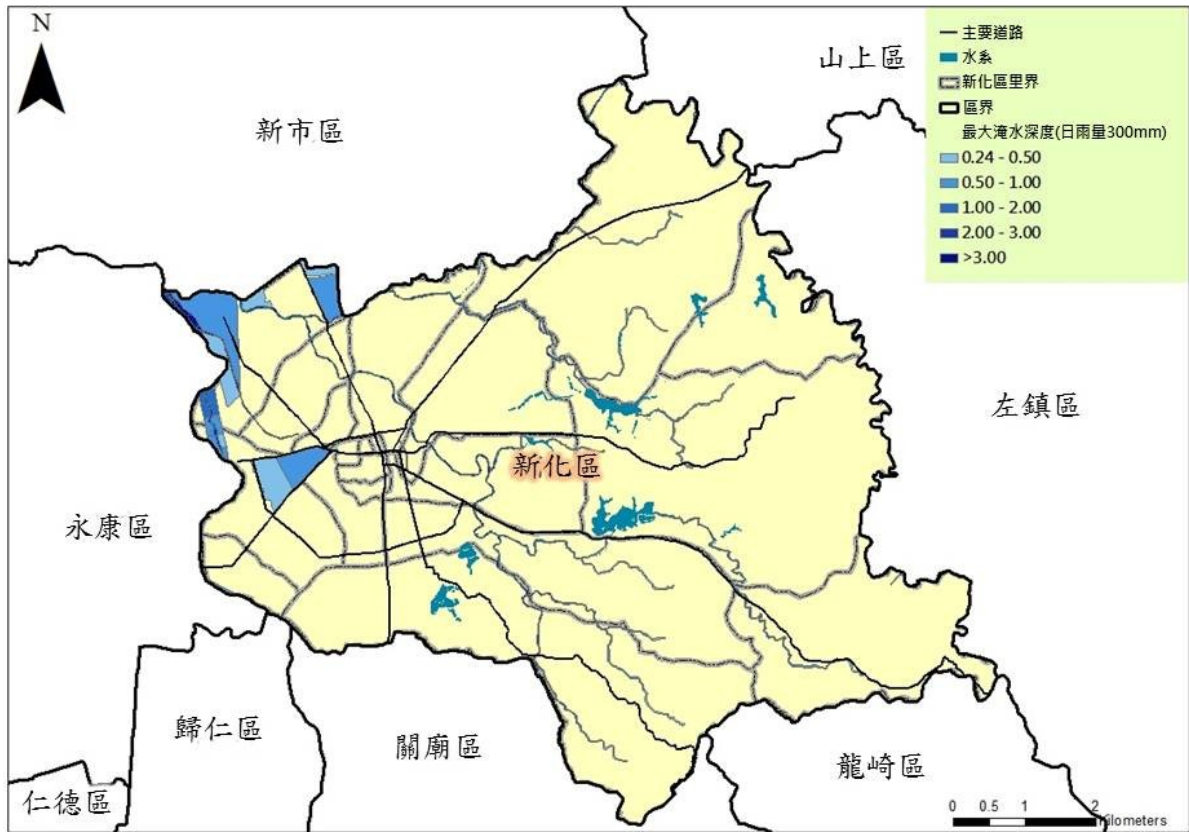 N
山上區
新市區
主要道路
水系
新化區里界
區界
最大淹水深度(日雨量300mm)
0.24 - 0.50
0.50 - 1.00
1.00 - 2.00
2.00 - 3.00
>3.00
左鎮區
新化區
永康區
歸仁區
關廟區
龍崎區
仁德區
0 0.5 1 2
Kilometers